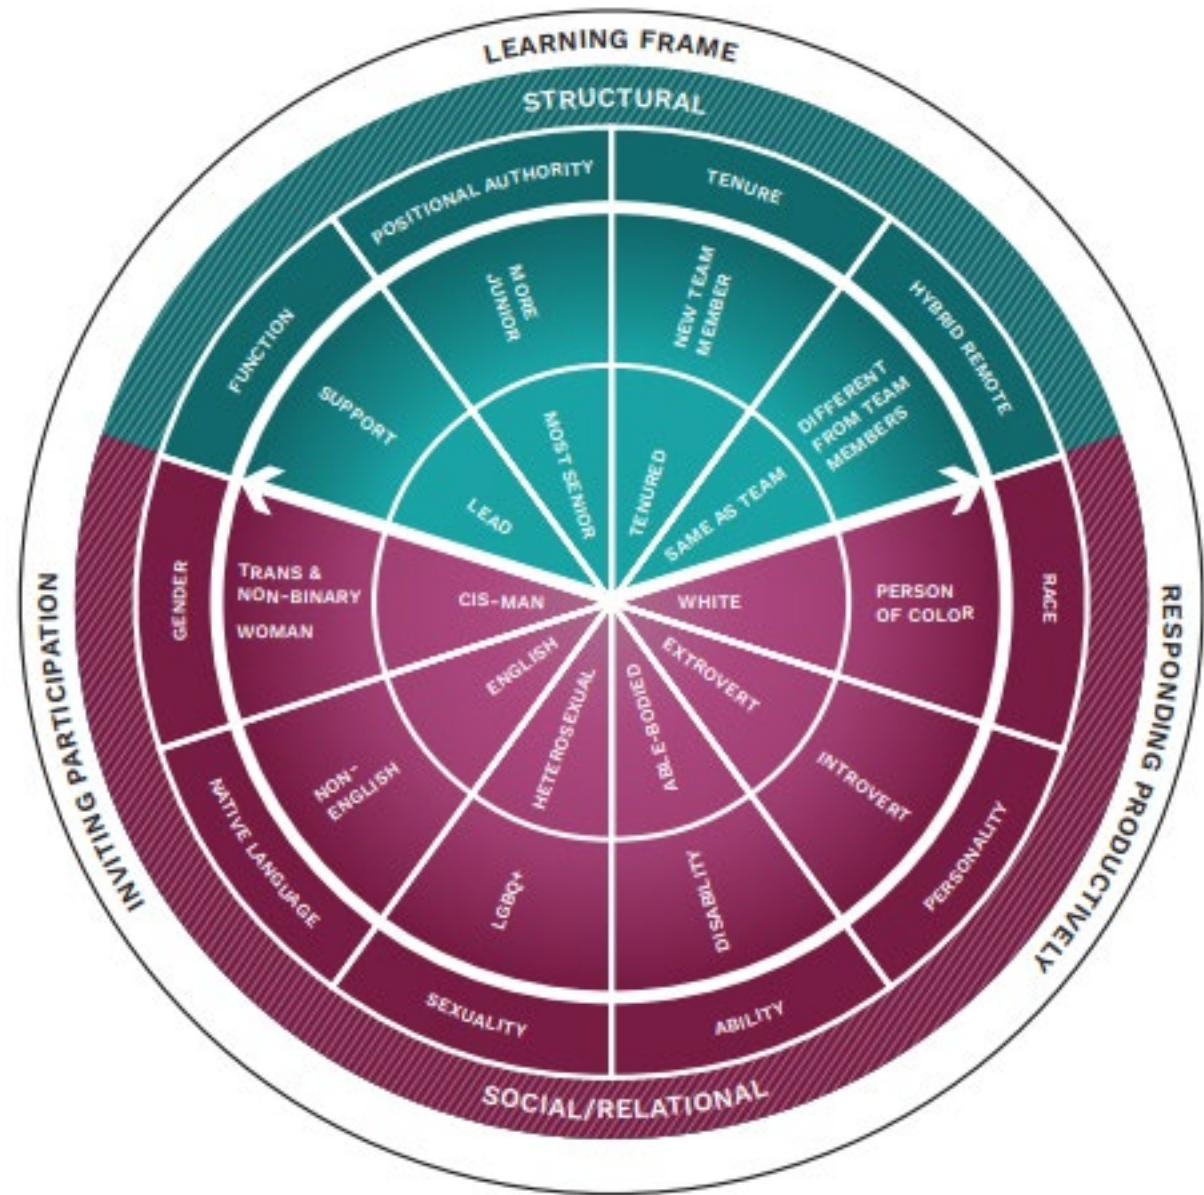 LEARNING FRAME
STRUCTURAL
FUNCTION
POSITIONAL AUTHORITY
TENURE
HYBRID REMOTE
SUPPORT
MORE
JUNIOR
NEW TEAM
MEMBER
DIFFERENT
FROM TEAM
MEMBERS
LEAD
MOST SENIOR
TENURED
SAME AS TEAM
GENDER
TRANS &
NON-BINARY
WOMAN
CIS-MAN
WHITE
PERSON
OF COLOR
RACE
ENGLISH
HETEROSEXUAL
ABLE-BODIED
EXTROVERT
NON-
ENGLISH
LGBQ+
DISABILITY
INTROVERT
NATIVE LANGUAGE
SEXUALITY
ABILITY
PERSONALITY
SOCIAL/RELATIONAL
INVITING PARTICIPATION
RESPONDING PRODUCTIVELY